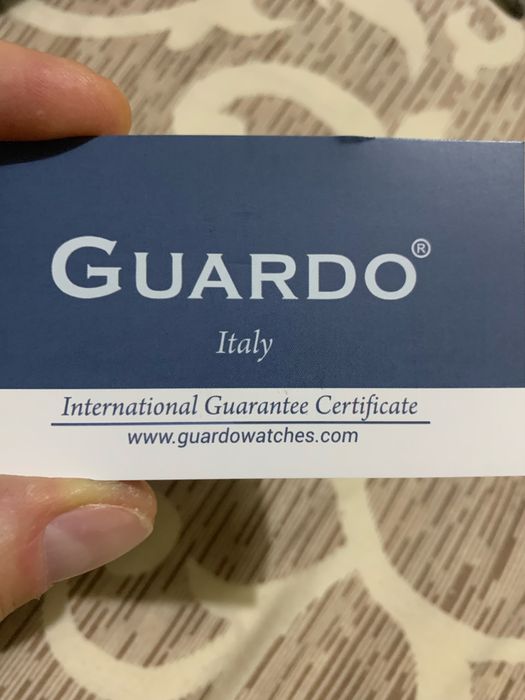 GUARDO®
Italy
International Guarantee Certificate
www.guardowatches.com